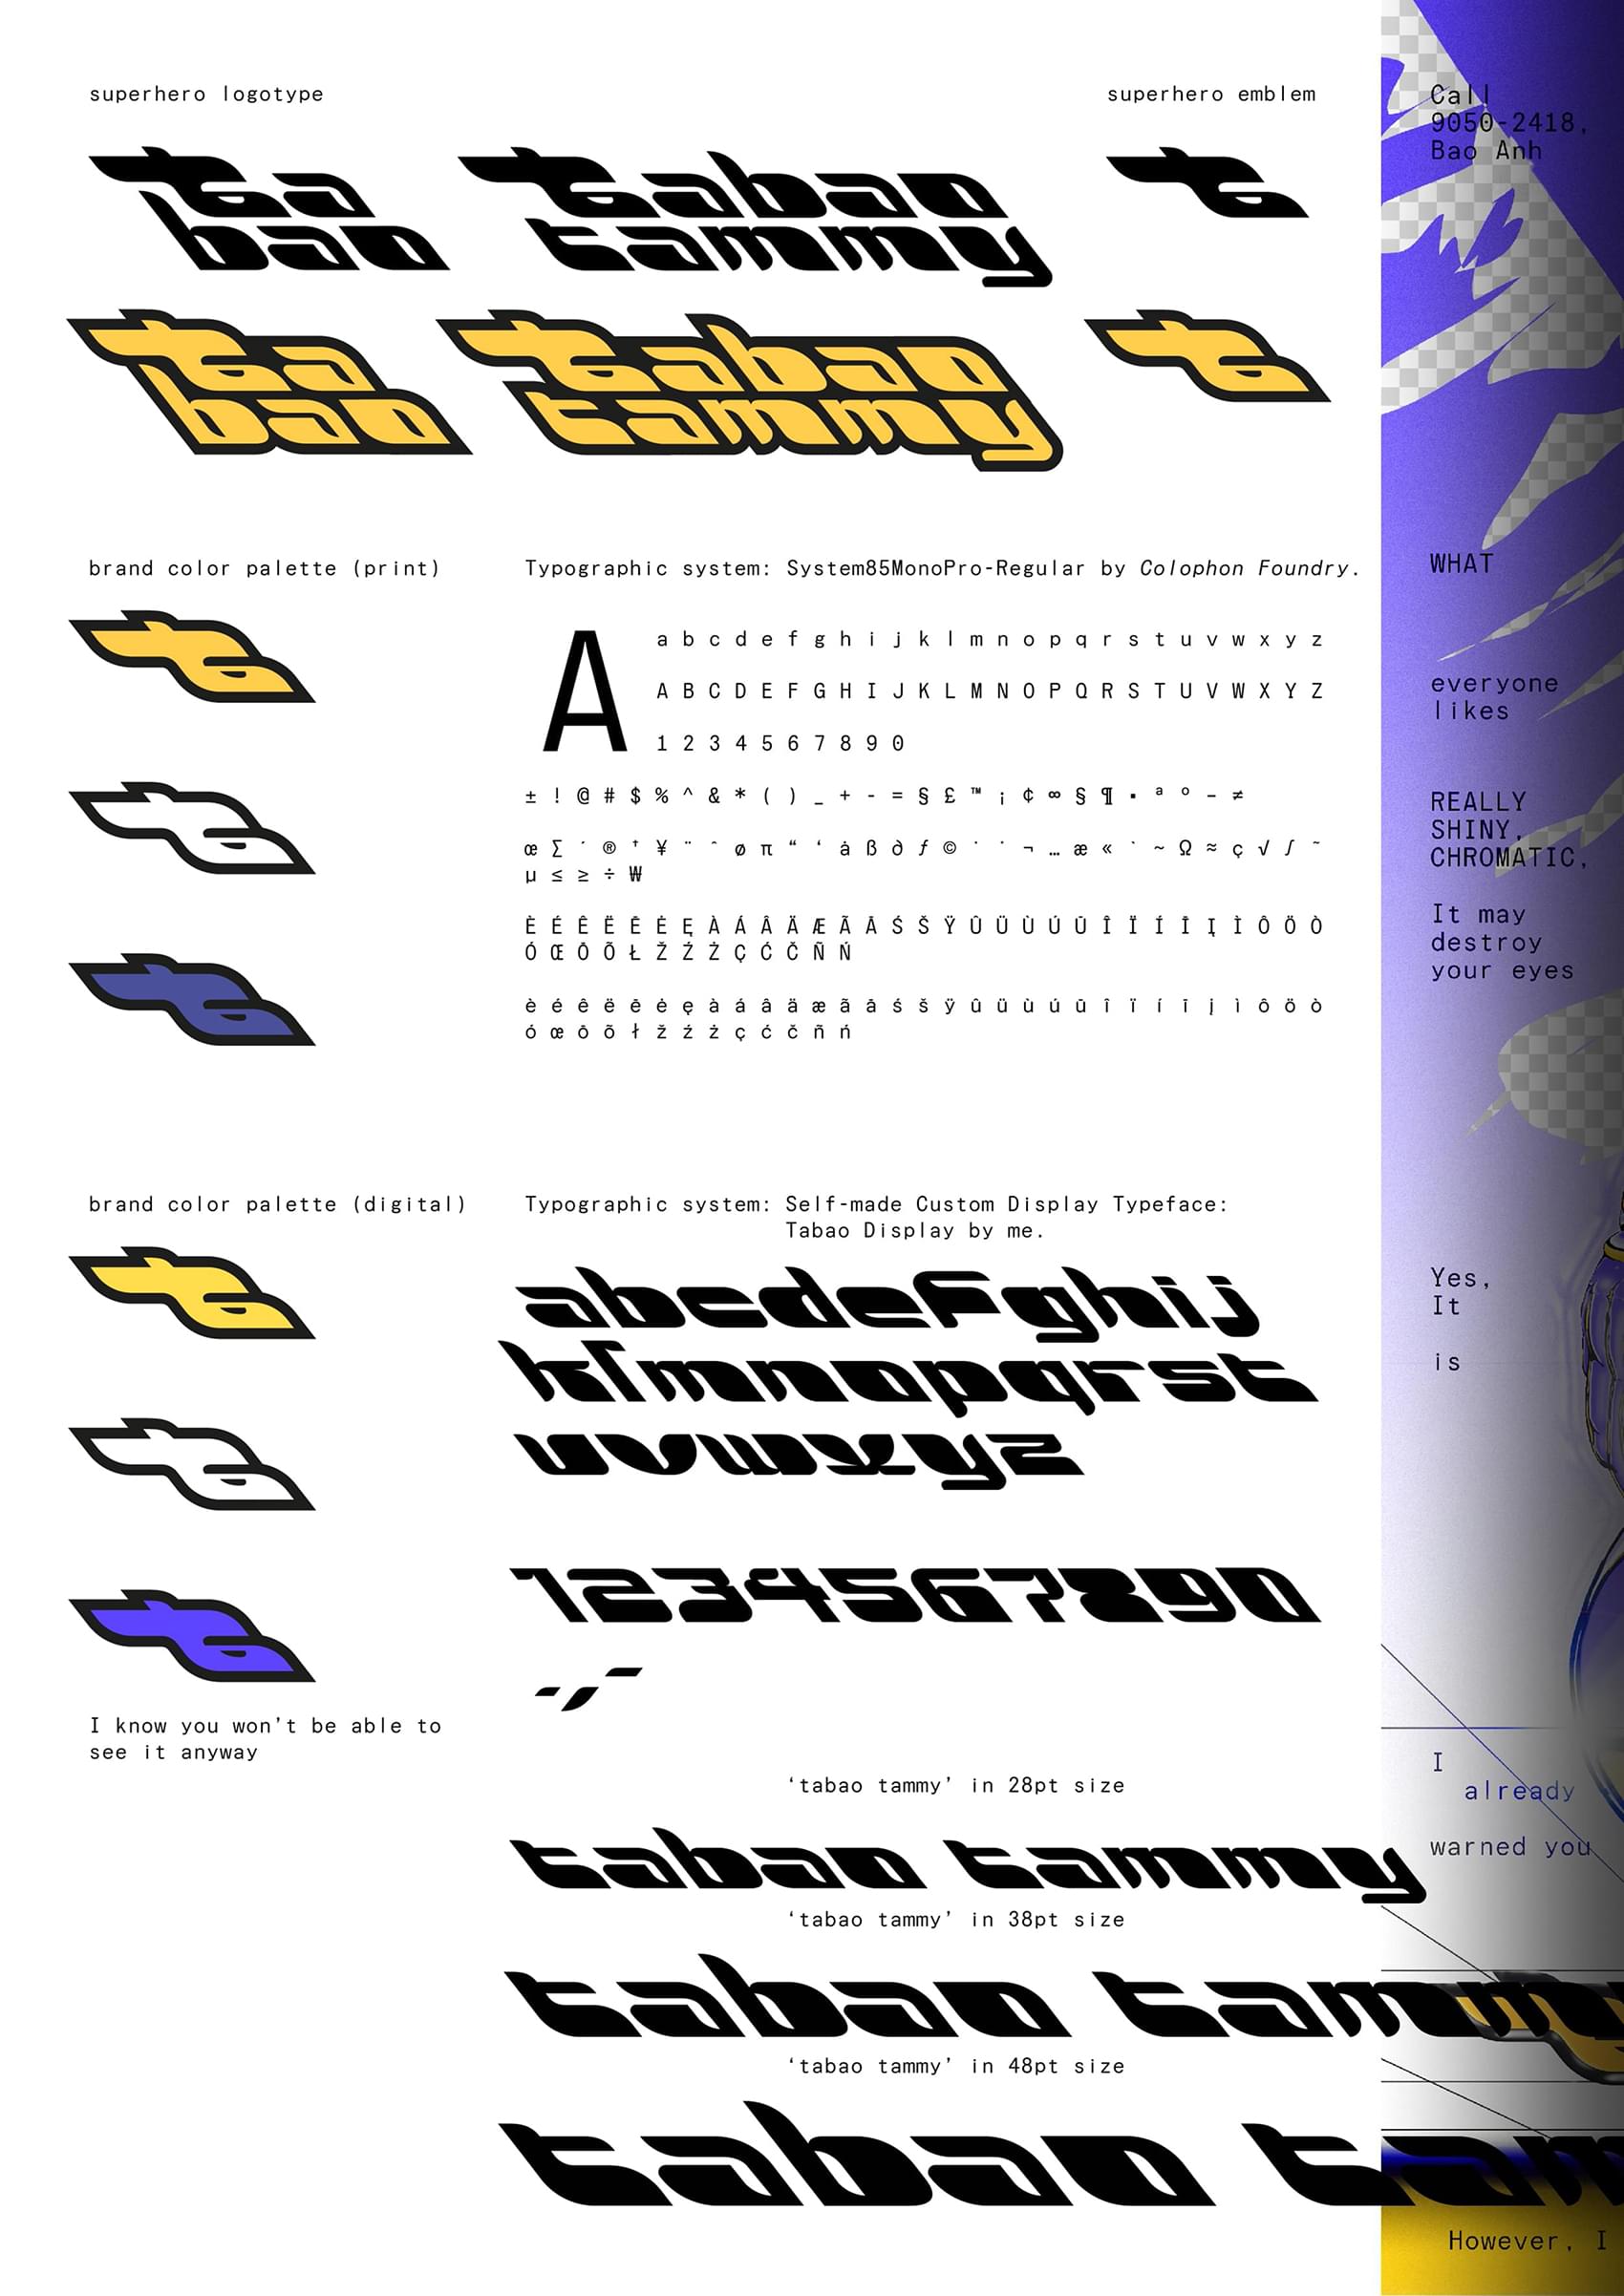 superhero logotype
superhero emblem
ta
bao
tabao
tammy
t
ta
bao
tabao
tammy
t
brand color palette (print)
Typographic system: System85MonoPro-Regular by Colophon Foundry.
A
a b c d e f g h i j k l m n o p q r s t u v w x y z
A B C D E F G H I J K L M N O P Q R S T U V W X Y Z
1 2 3 4 5 6 7 8 9 0
± ! @ # $ % ^ & * ( ) _ + - = § £ ™ ¡ ¢ ∞ § ¶ • ª º – ≠
œ ∑ ´ ® † ¥ ¨ ˆ ø π “ ‘ å ß ∂ ƒ © ˙ ˙ ¬ … æ « ` ~ Ω ≈ ç √ ∫ ˜
µ ≤ ≥ ÷ ₩
È É Ê Ë Ē Ė Ę À Á Â Ä Æ Ã Ā Ś Š Ÿ Û Ü Ù Ú Ū Î Ï Í Ī Į Ì Ô Ö Ò
Ó Œ Ō Õ Ł Ž Ź Ż Ç Ć Č Ñ Ń
è é ê ë ē ė ę à á â ä æ ã ā ś š ÿ û ü ù ú ū î ï í ī į ì ô ö ò
ó œ ō õ ł ž ź ż ç ć č ñ ń
brand color palette (digital)
Typographic system: Self-made Custom Display Typeface:
Tabao Display by me.
abcdefghij
klmnopqrst
uvwxyz
1234567890
. , -
I know you won't be able to
see it anyway
‘tabao tammy’ in 28pt size
tabao tammy
‘tabao tammy’ in 38pt size
tabao tammy
‘tabao tammy’ in 48pt size
tabao tam
Call
9050-2418,
Bao Anh
WHAT
everyone
likes
REALLY
SHINY,
CHROMATIC,
It may
destroy
your eyes
Yes,
It
is
I
already
warned you
However, I